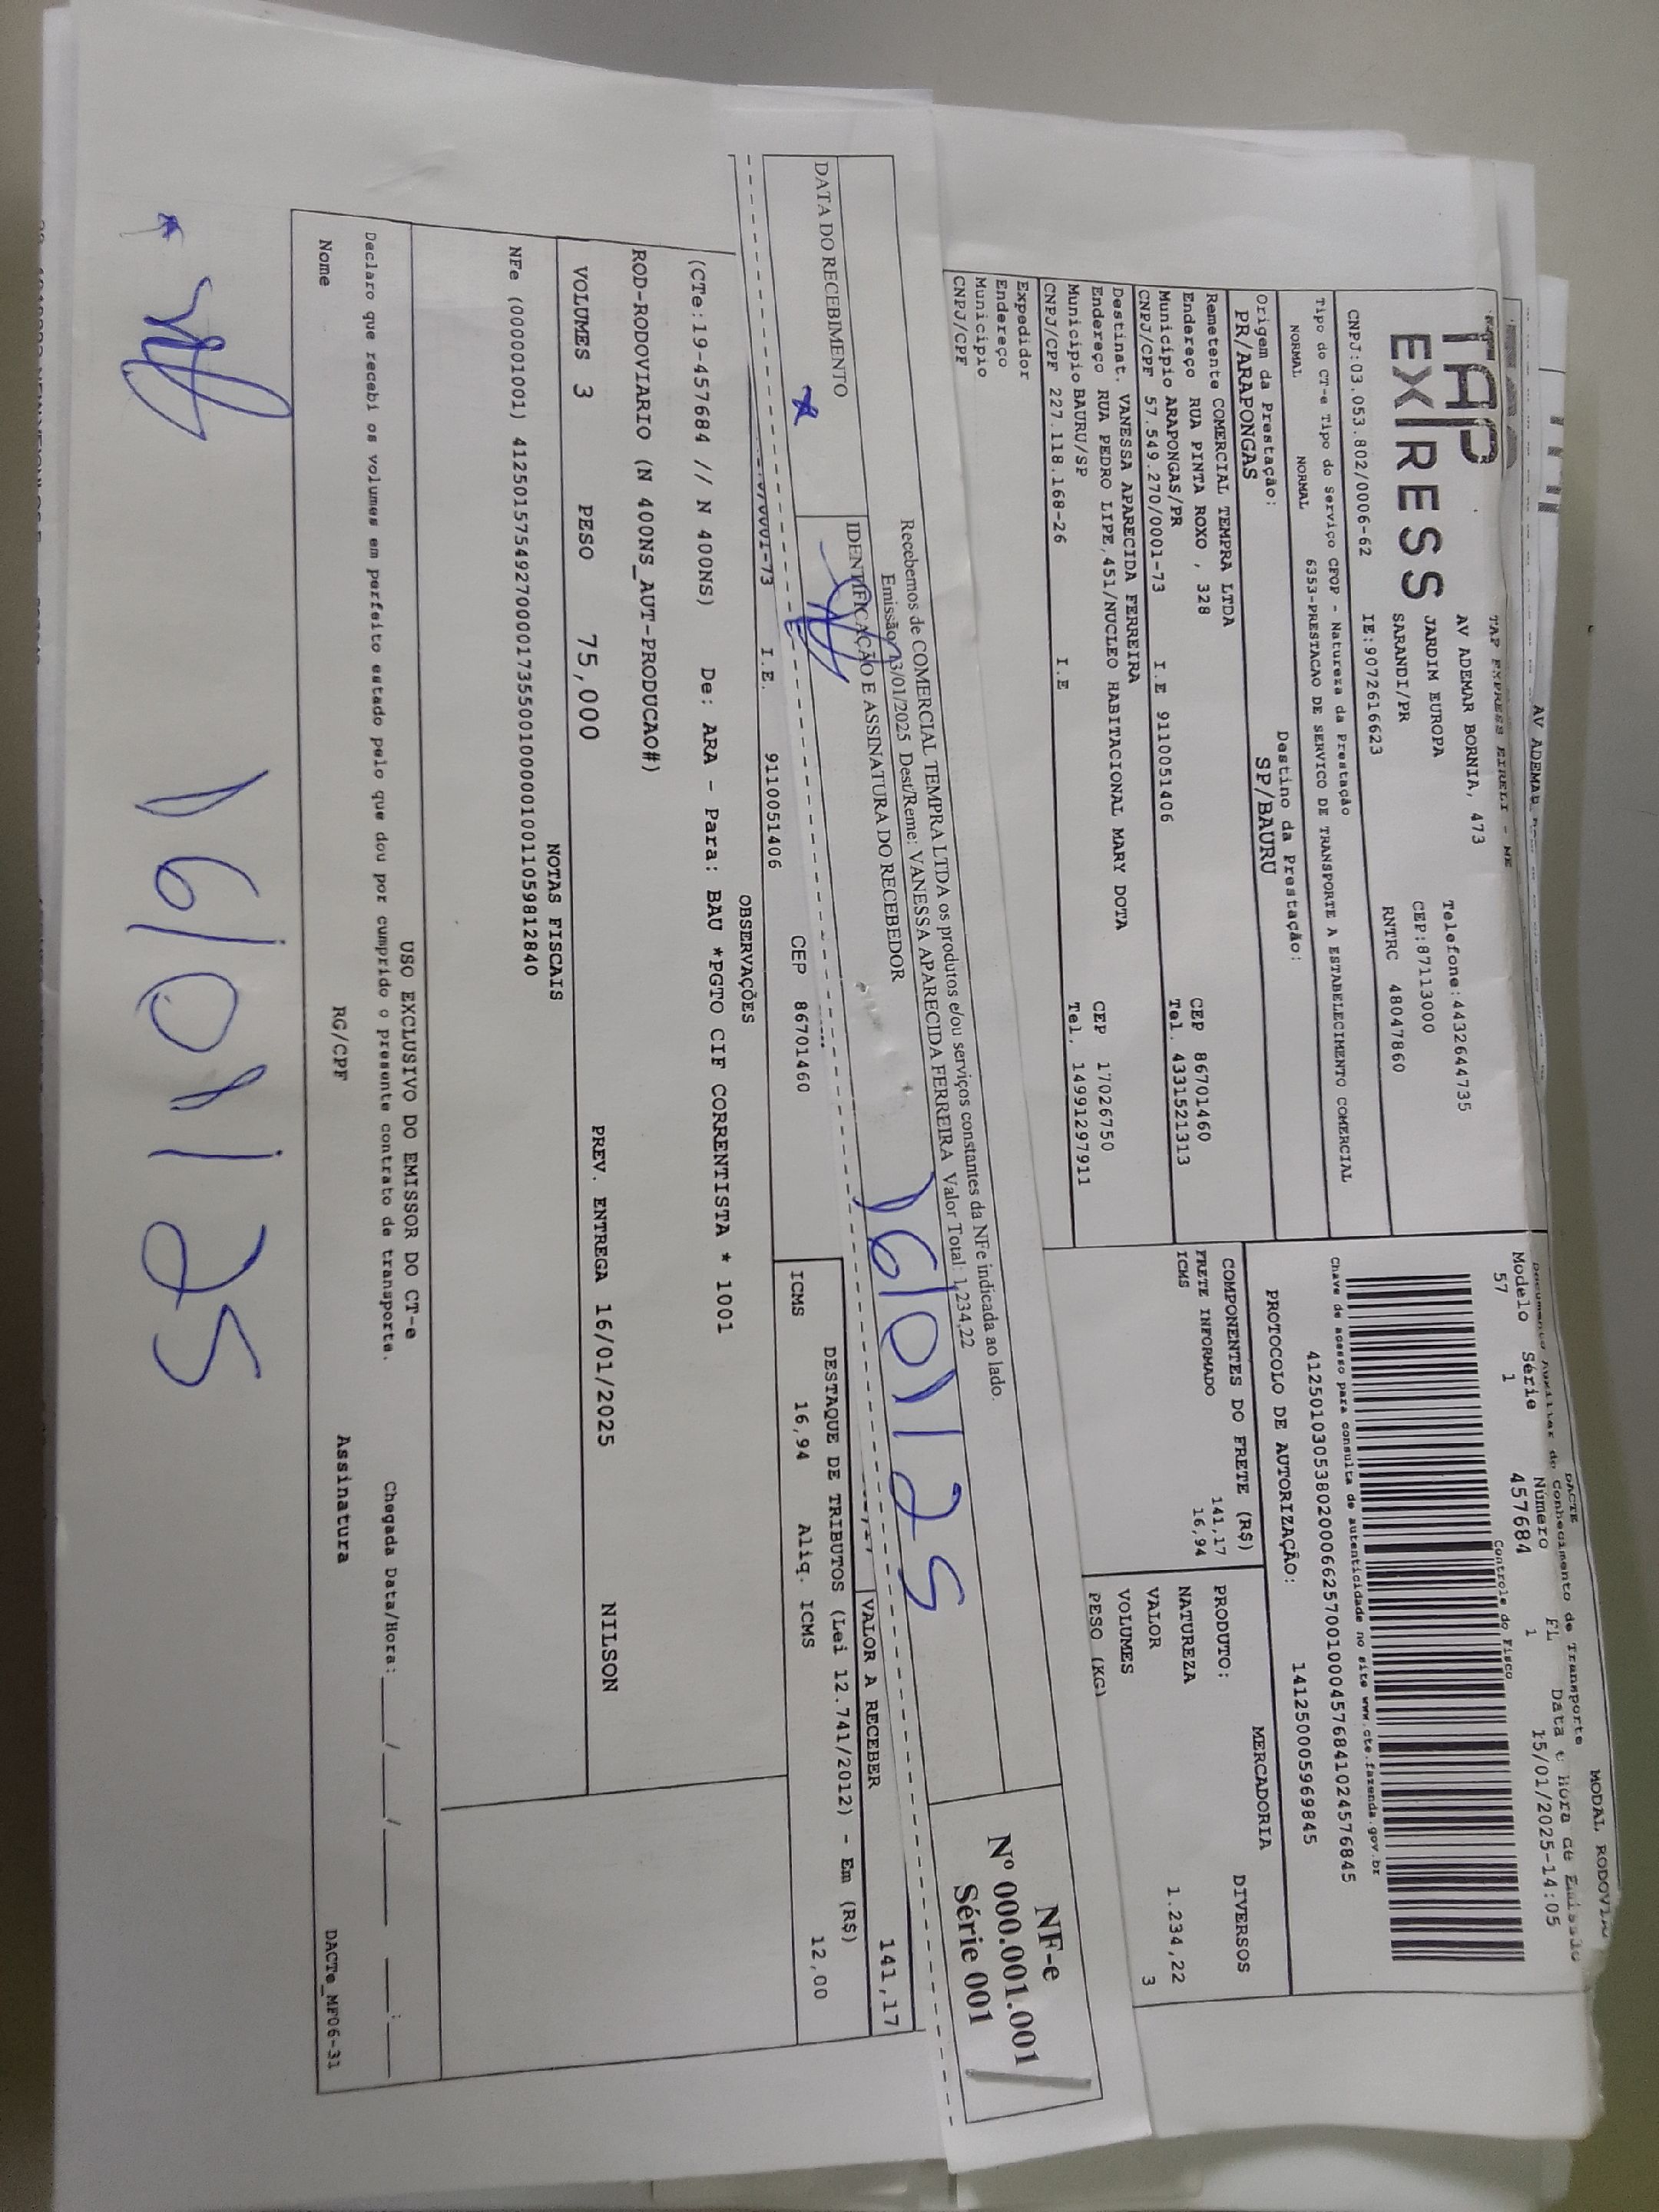 TAP
EXPRESS
TAP EXPRESS EIRELI - ME
AV ADEMAR BORNIA, 473
JARDIM EUROPA
SARANDI/PR
Telefone:4432644735
CEP:87113000
RNTRC 48047860
CNPJ:03.053.802/0006-62 IE:9072616623
Tipo do CT-e Tipo do Serviço CFOP - Natureza da Prestação
NORMAL NORMAL 6353-PRESTACAO DE SERVICO DE TRANSPORTE A ESTABELECIMENTO COMERCIAL
Origem da Prestação: Destino da Prestação:
PR/ARAPONGAS SP/BAURU
Remetente COMERCIAL TEMPRA LTDA
Endereço RUA PINTA ROXO , 328 CEP 86701460
Município ARAPONGAS/PR Tel. 4331521313
CNPJ/CPF 57.549.270/0001-73 I.E 9110051406
Destinat. VANESSA APARECIDA FERREIRA
Endereço RUA PEDRO LIPE,451/NUCLEO HABITACIONAL MARY DOTA CEP 17026750
Município BAURU/SP Tel. 14991297911
CNPJ/CPF 227.118.168-26 I.E
Expedidor
Endereço
Município
CNPJ/CPF
DACTE MODAL
Conhecimento de Transporte
Modelo Série Número FL Data e Hora de Emissão
57 1 457684 1 15/01/2025-14:05
Controle do Fisco
Chave de acesso para consulta de autenticidade no site www.cte.fazenda.gov.br
41250103053802000662570010004576841024576845
PROTOCOLO DE AUTORIZAÇÃO: 141250005969845
COMPONENTES DO FRETE (R$)
FRETE INFORMADO 141,17
ICMS 16,94
MERCADORIA
PRODUTO: DIVERSOS
NATUREZA
VALOR 1.234,22
VOLUMES 3
PESO (KG)
Recebemos de COMERCIAL TEMPRA LTDA os produtos e/ou serviços constantes da NFe indicada ao lado.
Emissão 13/01/2025 Dest/Reme: VANESSA APARECIDA FERREIRA Valor Total: 1.234,22
DATA DO RECEBIMENTO
IDENTIFICAÇÃO E ASSINATURA DO RECEBEDOR
16/01/25
NF-e
Nº 000.001.001
Série 001
VALOR A RECEBER 141,17
I.E. 9110051406 CEP 86701460
DESTAQUE DE TRIBUTOS (Lei 12.741/2012) - Em (R$)
ICMS 16,94 Aliq. ICMS 12,00
OBSERVAÇÕES
(CTe:19-457684 // N 400NS) De: ARA - Para: BAU *PGTO CIF CORRENTISTA * 1001
ROD-RODOVIARIO (N 400NS_AUT-PRODUCAO#)
VOLUMES 3 PESO 75,000 PREV. ENTREGA 16/01/2025 NILSON
NOTAS FISCAIS
NFe (000001001) 41250157549270000173550010000010011059812840
USO EXCLUSIVO DO EMISSOR DO CT-e
Declaro que recebi os volumes em perfeito estado pelo que dou por cumprido o presente contrato de transporte. Chegada Data/Hora:____/____/______ ___:___
Nome RG/CPF Assinatura
DACTe_MF06-31
16/01/25